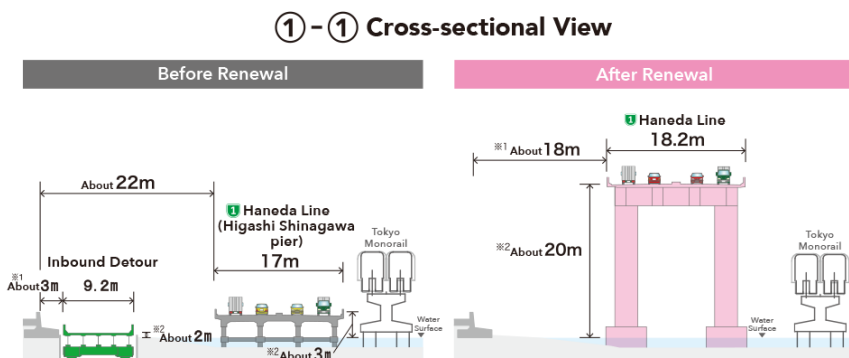 ①-① Cross-sectional View
Before Renewal
About 22m
1 Haneda Line
(Higashi Shinagawa
pier)
17m
Tokyo
Monorail
Inbound Detour
※1
About 3m
9.2m
※2
About 2m
※2 About 3m
Water
Surfece
After Renewal
1 Haneda Line
18.2m
※1 About 18m
※2 About 20m
Tokyo
Monorail
Water
Surfece